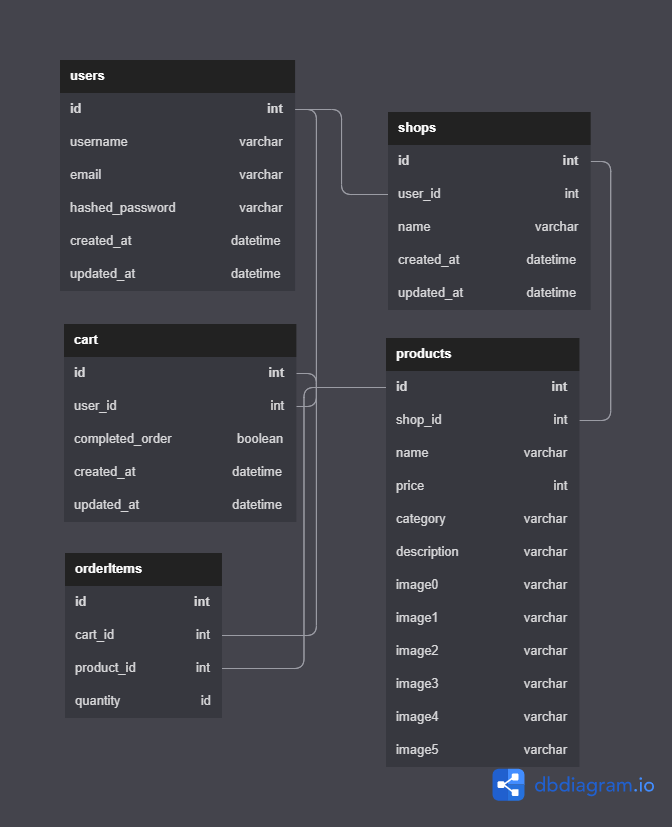 users
id int
username varchar
email varchar
hashed_password varchar
created_at datetime
updated_at datetime
shops
id int
user_id int
name varchar
created_at datetime
updated_at datetime
cart
id int
user_id int
completed_order boolean
created_at datetime
updated_at datetime
products
id int
shop_id int
name varchar
price int
category varchar
description varchar
image0 varchar
image1 varchar
image2 varchar
image3 varchar
image4 varchar
image5 varchar
orderItems
id int
cart_id int
product_id int
quantity id
dbdiagram.io